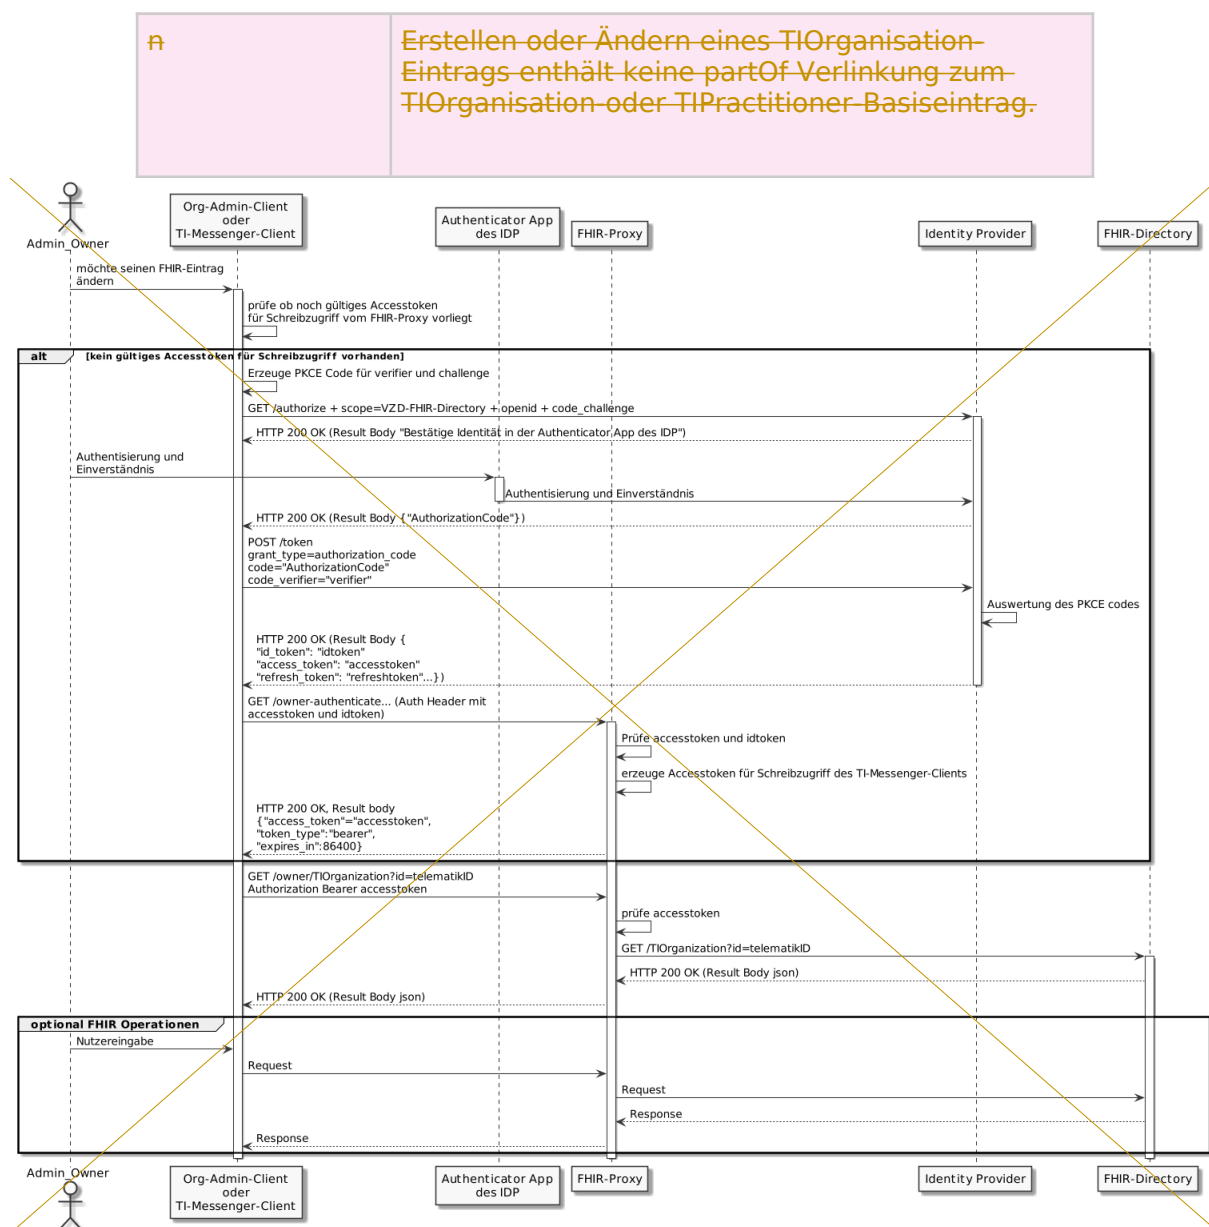 n
Erstellen oder Ändern eines TIOrganisation-
Eintrags enthält keine partOf Verlinkung zum
TIOrganisation-oder TIPractitioner-Basiseintrag.
Admin_Owner
Org-Admin-Client
oder
TI-Messenger-Client
Authenticator App
des IDP
FHIR-Proxy
Identity Provider
FHIR-Directory
möchte seinen FHIR-Eintrag
ändern
prüfe ob noch gültiges Accesstoken
für Schreibzugriff vom FHIR-Proxy vorliegt
alt
[kein gültiges Accesstoken für Schreibzugriff vorhanden]
Erzeuge PKCE Code für verifier und challenge
GET /authorize + scope=VZD-FHIR-Directory + openid + code_challenge
HTTP 200 OK (Result Body "Bestätige Identität in der Authenticator App des IDP")
Authentisierung und
Einverständnis
Authentisierung und Einverständnis
HTTP 200 OK (Result Body {"AuthorizationCode"})
POST /token
grant_type=authorization_code
code="AuthorizationCode"
code_verifier="verifier"
Auswertung des PKCE codes
HTTP 200 OK (Result Body {
"id_token": "idtoken"
"access_token": "accesstoken"
"refresh_token": "refreshtoken"...})
GET /owner-authenticate... (Auth Header mit
accesstoken und idtoken)
Prüfe accesstoken und idtoken
erzeuge Accesstoken für Schreibzugriff des TI-Messenger-Clients
HTTP 200 OK, Result body
{"access_token"="accesstoken",
"token_type":"bearer",
"expires_in":86400}
GET /owner/TIOrganization?id=telematikID
Authorization Bearer accesstoken
prüfe accesstoken
GET /TIOrganization?id=telematikID
HTTP 200 OK (Result Body json)
HTTP 200 OK (Result Body json)
optional FHIR Operationen
Nutzereingabe
Request
Request
Response
Response
Admin_Owner
Org-Admin-Client
oder
TI-Messenger-Client
Authenticator App
des IDP
FHIR-Proxy
Identity Provider
FHIR-Directory